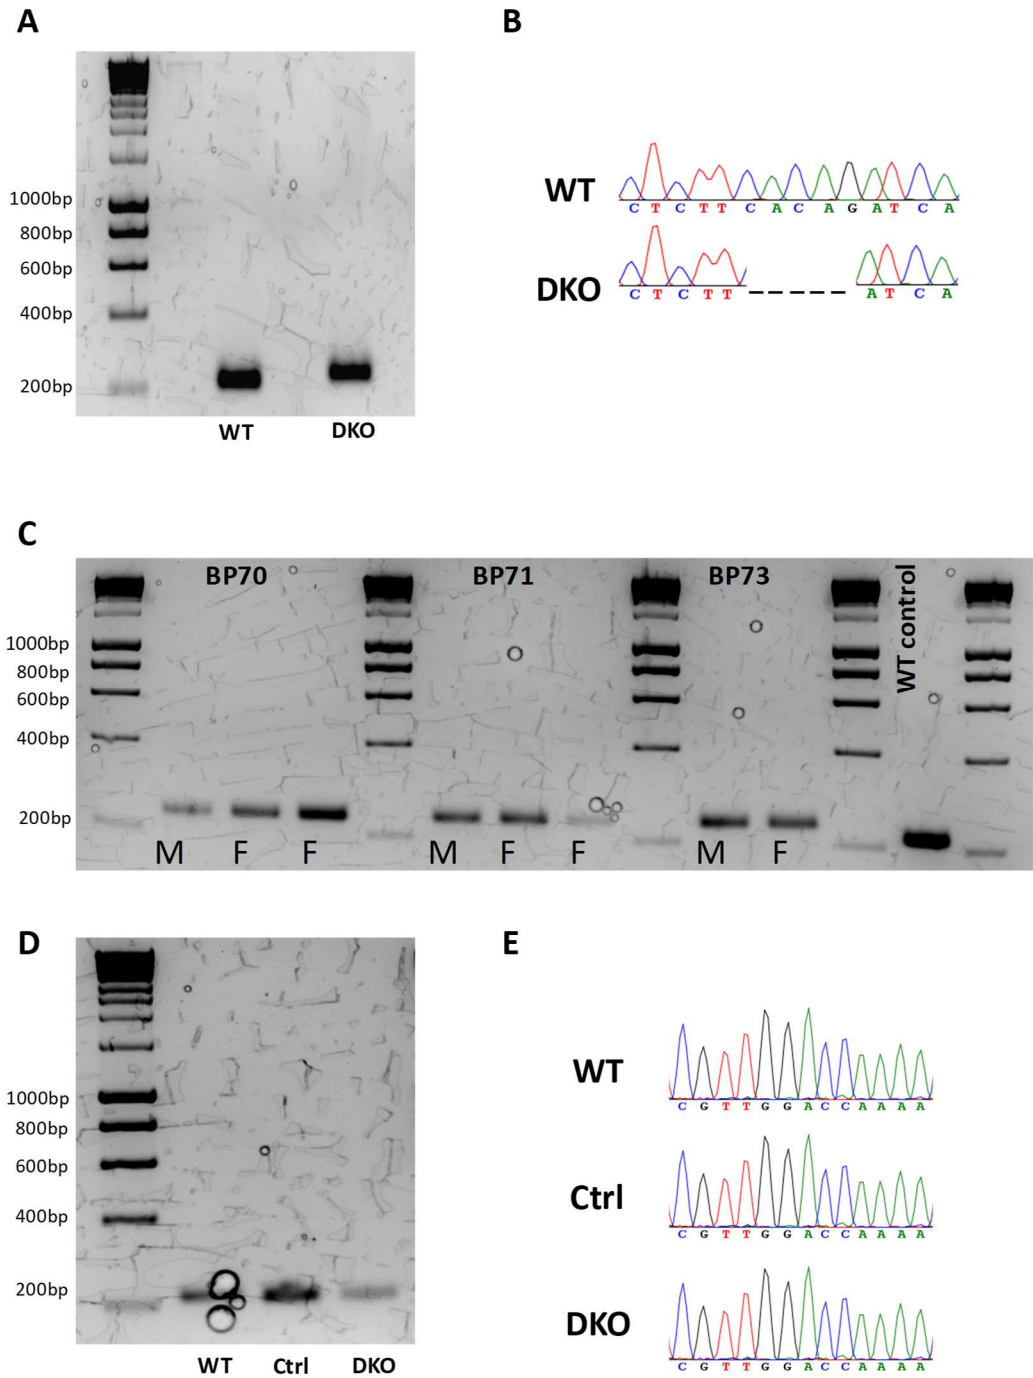 A
1000bp
800bp
600bp
400bp
200bp
WT DKO
B
WT
C T C T T C A C A G A T C A
DKO
C T C T T - - - - - A T C A
C
BP70 BP71 BP73 WT control
1000bp
800bp
600bp
400bp
200bp
M F F M F F M F
D
1000bp
800bp
600bp
400bp
200bp
WT Ctrl DKO
E
WT
C G T T G G A C C A A A A
Ctrl
C G T T G G A C C A A A A
DKO
C G T T G G A C C A A A A